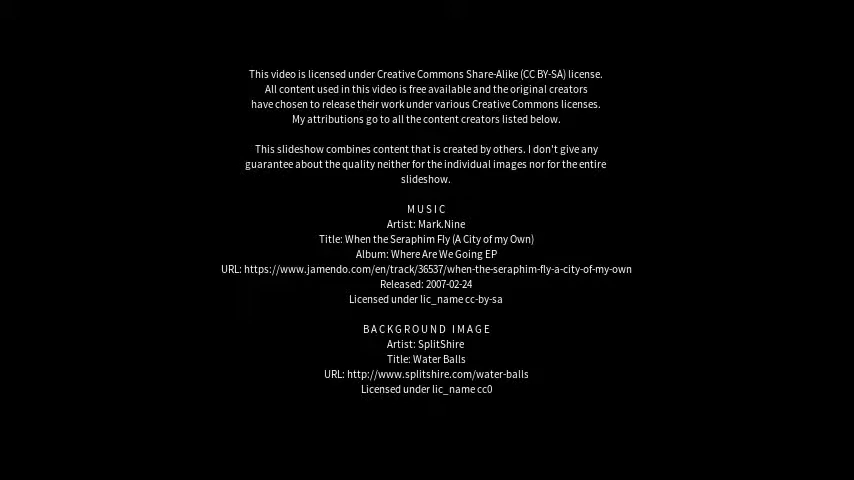 This video is licensed under Creative Commons Share-Alike (CC BY-SA) license.
All content used in this video is free available and the original creators
have chosen to release their work under various Creative Commons licenses.
My attributions go to all the content creators listed below.
This slideshow combines content that is created by others. I don't give any
guarantee about the quality neither for the individual images nor for the entire
slideshow.
MUSIC
Artist: Mark.Nine
Title: When the Seraphim Fly (A City of my Own)
Album: Where Are We Going EP
URL: https://www.jamendo.com/en/track/36537/when-the-seraphim-fly-a-city-of-my-own
Released: 2007-02-24
Licensed under lic_name cc-by-sa
BACKGROUND IMAGE
Artist: SplitShire
Title: Water Balls
URL: http://www.splitshire.com/water-balls
Licensed under lic_name cc0